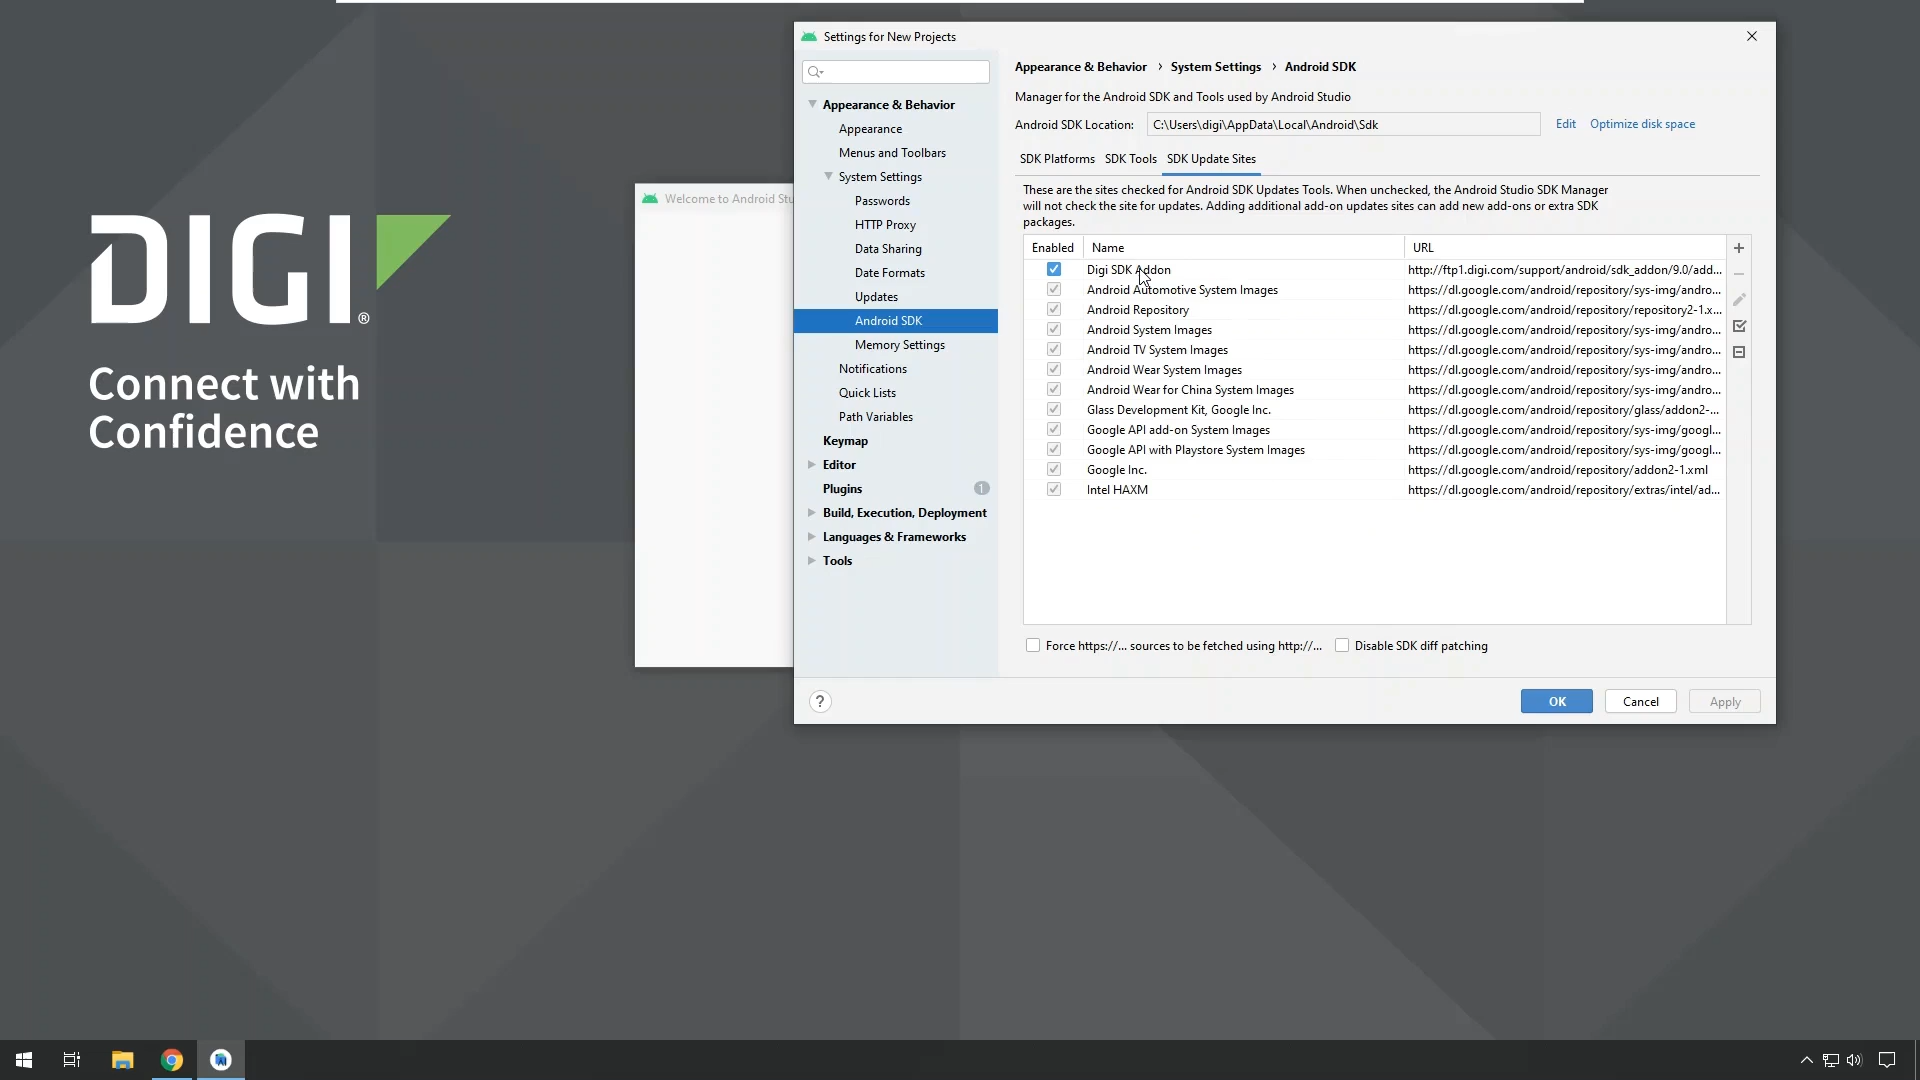 DIGI®
Connect with
Confidence
Welcome to Android Stu
Settings for New Projects
Appearance & Behavior
Appearance
Menus and Toolbars
System Settings
Passwords
HTTP Proxy
Data Sharing
Date Formats
Updates
Android SDK
Memory Settings
Notifications
Quick Lists
Path Variables
Keymap
Editor
Plugins 1
Build, Execution, Deployment
Languages & Frameworks
Tools
Appearance & Behavior › System Settings › Android SDK
Manager for the Android SDK and Tools used by Android Studio
Android SDK Location: C:\Users\digi\AppData\Local\Android\Sdk Edit Optimize disk space
SDK Platforms SDK Tools SDK Update Sites
These are the sites checked for Android SDK Updates Tools. When unchecked, the Android Studio SDK Manager
will not check the site for updates. Adding additional add-on updates sites can add new add-ons or extra SDK
packages.
Enabled Name URL
Digi SDK Addon http://ftp1.digi.com/support/android/sdk_addon/9.0/add...
Android Automotive System Images https://dl.google.com/android/repository/sys-img/andro...
Android Repository https://dl.google.com/android/repository/repository2-1.x...
Android System Images https://dl.google.com/android/repository/sys-img/andro...
Android TV System Images https://dl.google.com/android/repository/sys-img/andro...
Android Wear System Images https://dl.google.com/android/repository/sys-img/andro...
Android Wear for China System Images https://dl.google.com/android/repository/sys-img/andro...
Glass Development Kit, Google Inc. https://dl.google.com/android/repository/glass/addon2-...
Google API add-on System Images https://dl.google.com/android/repository/sys-img/googl...
Google API with Playstore System Images https://dl.google.com/android/repository/sys-img/googl...
Google Inc. https://dl.google.com/android/repository/addon2-1.xml
Intel HAXM https://dl.google.com/android/repository/extras/intel/ad...
Force https://... sources to be fetched using http://... Disable SDK diff patching
? OK Cancel Apply